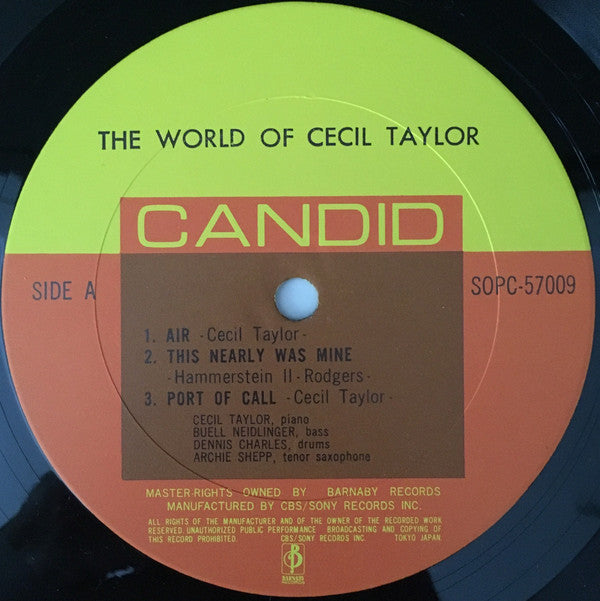 THE WORLD OF CECIL TAYLOR
CANDID
SIDE A
SOPC-57009
1. AIR -Cecil Taylor-
2. THIS NEARLY WAS MINE
-Hammerstein II-Rodgers-
3. PORT OF CALL -Cecil Taylor-
CECIL TAYLOR, piano
BUELL NEIDLINGER, bass
DENNIS CHARLES, drums
ARCHIE SHEPP, tenor saxophone
MASTER-RIGHTS OWNED BY BARNABY RECORDS
MANUFACTURED BY CBS/SONY RECORDS INC.
ALL RIGHTS OF THE MANUFACTURER AND OF THE OWNER OF THE RECORDED WORK
RESERVED UNAUTHORIZED PUBLIC PERFORMANCE BROADCASTING AND COPYING OF
THIS RECORD PROHIBITED. CBS/SONY RECORDS INC. TOKYO JAPAN.
B
BARNABY